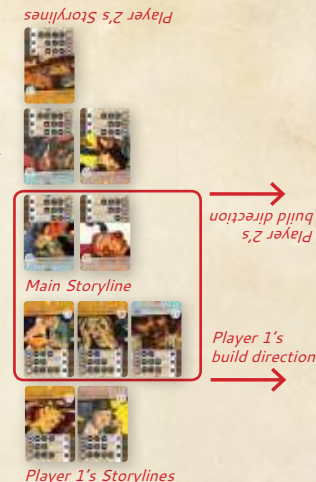 Player 2's Storylines
Player 2's
build direction
Main Storyline
Player 1's
build direction
Player 1's Storylines